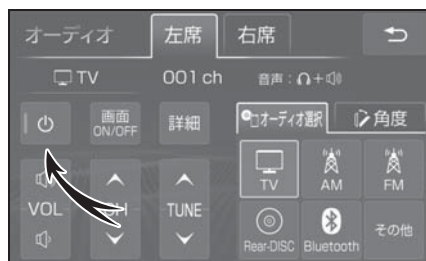 オーディオ 左席 右席
TV 001 ch 音声：
画面
ON/OFF
詳細
オーディオ選択 角度
TV AM FM
VOL CH TUNE
Rear-DISC Bluetooth その他